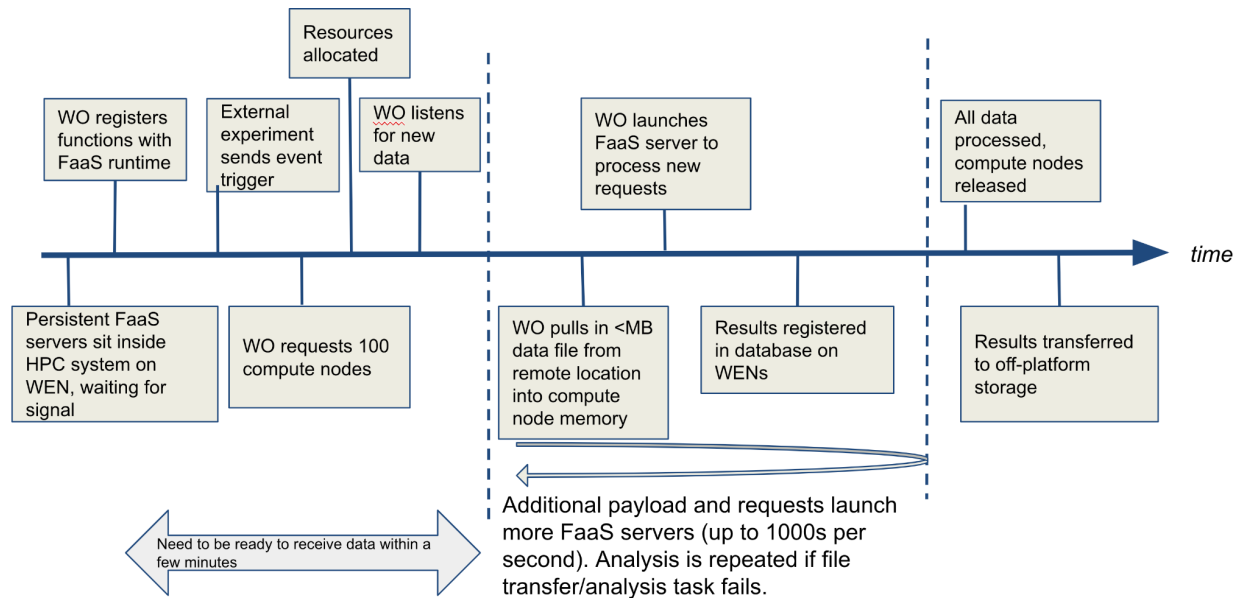 Resources
allocated
WO registers
functions with
FaaS runtime
External
experiment
sends event
trigger
WO listens
for new
data
WO launches
FaaS server to
process new
requests
All data
processed,
compute nodes
released
time
Persistent FaaS
servers sit inside
HPC system on
WEN, waiting for
signal
WO requests 100
compute nodes
WO pulls in <MB
data file from
remote location
into compute
node memory
Results registered
in database on
WENs
Results transferred
to off-platform
storage
Need to be ready to receive data within a
few minutes
Additional payload and requests launch
more FaaS servers (up to 1000s per
second). Analysis is repeated if file
transfer/analysis task fails.